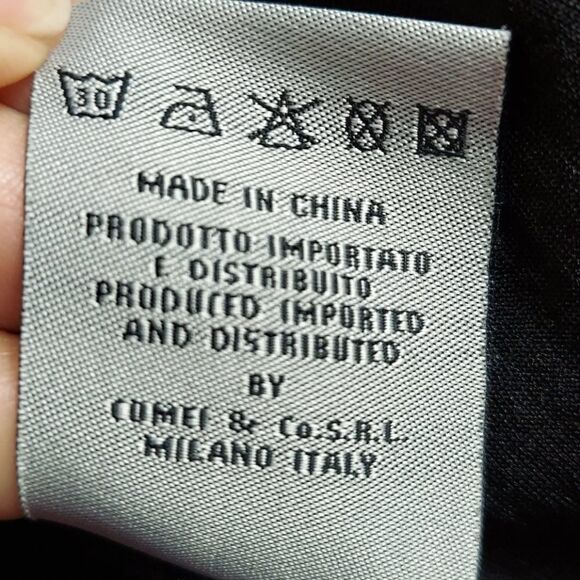 30
MADE IN CHINA
PRODOTTO IMPORTATO
E DISTRIBUITO
PRODUCED IMPORTED
AND DISTRIBUTED
BY
COMEI & Co.S.R.L.
MILANO ITALY